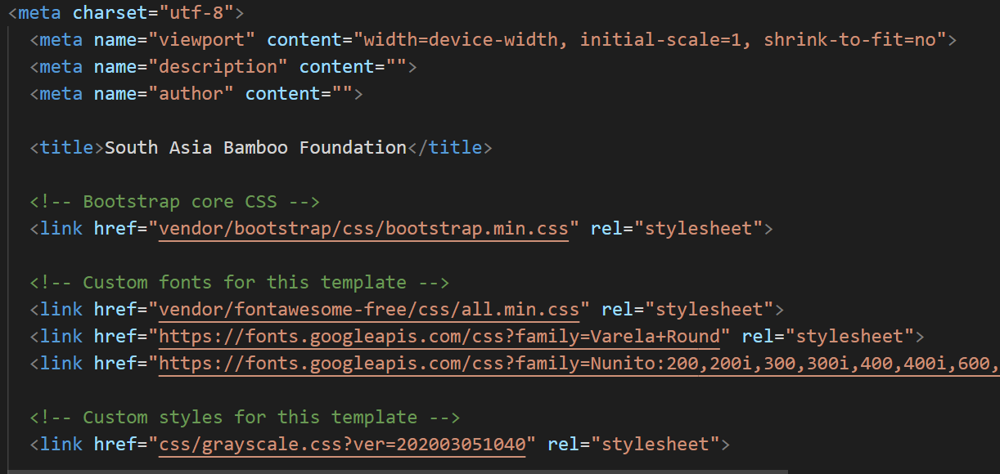 <meta charset="utf-8">
<meta name="viewport" content="width=device-width, initial-scale=1, shrink-to-fit=no">
<meta name="description" content="">
<meta name="author" content="">
<title>South Asia Bamboo Foundation</title>
<!-- Bootstrap core CSS -->
<link href="vendor/bootstrap/css/bootstrap.min.css" rel="stylesheet">
<!-- Custom fonts for this template -->
<link href="vendor/fontawesome-free/css/all.min.css" rel="stylesheet">
<link href="https://fonts.googleapis.com/css?family=Varela+Round" rel="stylesheet">
<link href="https://fonts.googleapis.com/css?family=Nunito:200,200i,300,300i,400,400i,600,
<!-- Custom styles for this template -->
<link href="css/grayscale.css?ver=202003051040" rel="stylesheet">